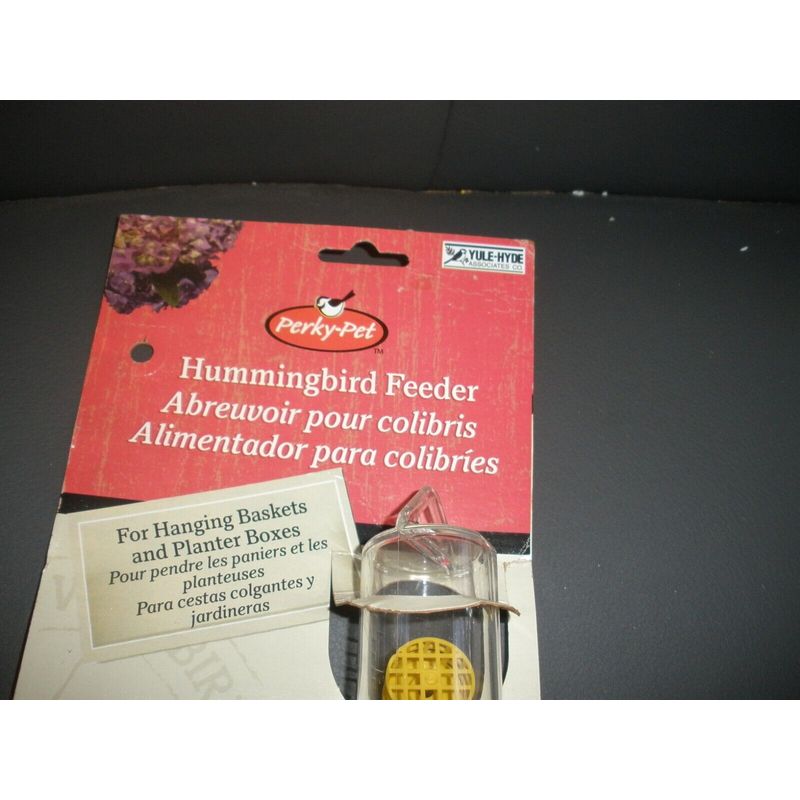 YULE-HYDE
ASSOCIATES CO
Perky-Pet
TM
Hummingbird Feeder
Abreuvoir pour colibris
Alimentador para colibríes
For Hanging Baskets
and Planter Boxes
Pour pendre les paniers et les
planteuses
Para cestas colgantes y
jardineras